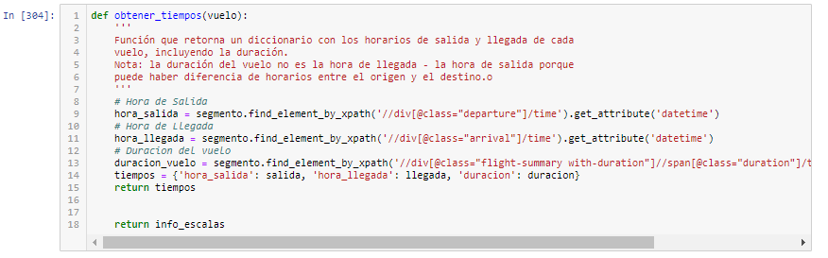 In [304]:
1 def obtener_tiempos(vuelo):
2 '''
3 Función que retorna un diccionario con los horarios de salida y llegada de cada
4 vuelo, incluyendo la duración.
5 Nota: la duración del vuelo no es la hora de llegada - la hora de salida porque
6 puede haber diferencia de horarios entre el origen y el destino.o
7 '''
8 # Hora de Salida
9 hora_salida = segmento.find_element_by_xpath('//div[@class="departure"]/time').get_attribute('datetime')
10 # Hora de Llegada
11 hora_llegada = segmento.find_element_by_xpath('//div[@class="arrival"]/time').get_attribute('datetime')
12 # Duracion del vuelo
13 duracion_vuelo = segmento.find_element_by_xpath('//div[@class="flight-summary with-duration"]//span[@class="duration"]/t
14 tiempos = {'hora_salida': salida, 'hora_llegada': llegada, 'duracion': duracion}
15 return tiempos
16
17
18 return info_escalas